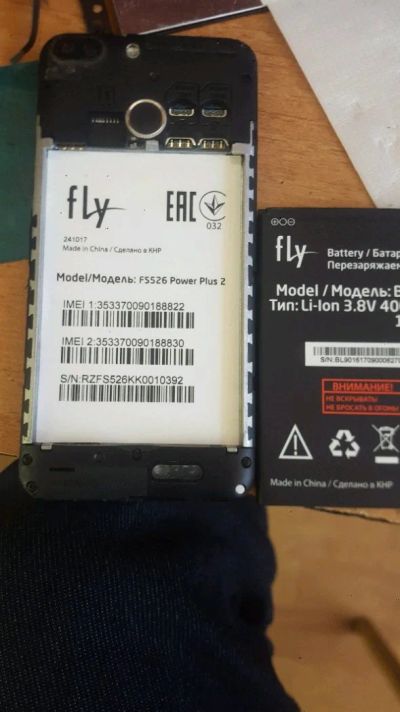 fly
EAC
032
241017
Made in China / Сделано в КНР
Model/Модель: FS526 Power Plus 2
IMEI 1:353370090188822
IMEI 2:353370090188830
S/N:RZFS526KK0010392
fly
Battery / Батар
Перезаряжаем
Model / Модель: B
Тип: Li-Ion 3.8V 40
1
S/N:BL9016170900062
ВНИМАНИЕ!
НЕ ВСКРЫВАТЬ
НЕ БРОСАТЬ В ОГОНЬ!
Made in China / Сделано в КНР